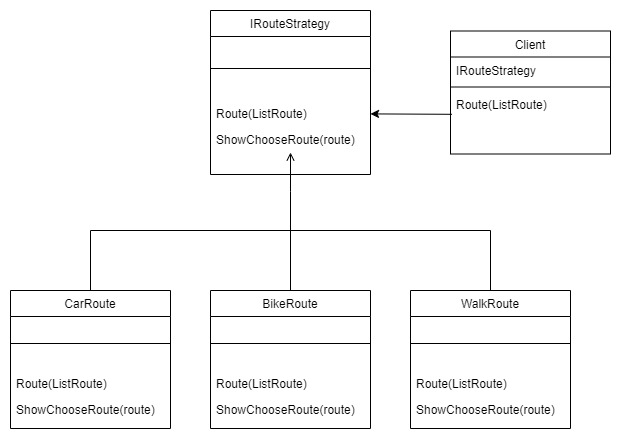 IRouteStrategy
Route(ListRoute)
ShowChooseRoute(route)
Client
IRouteStrategy
Route(ListRoute)
CarRoute
Route(ListRoute)
ShowChooseRoute(route)
BikeRoute
Route(ListRoute)
ShowChooseRoute(route)
WalkRoute
Route(ListRoute)
ShowChooseRoute(route)